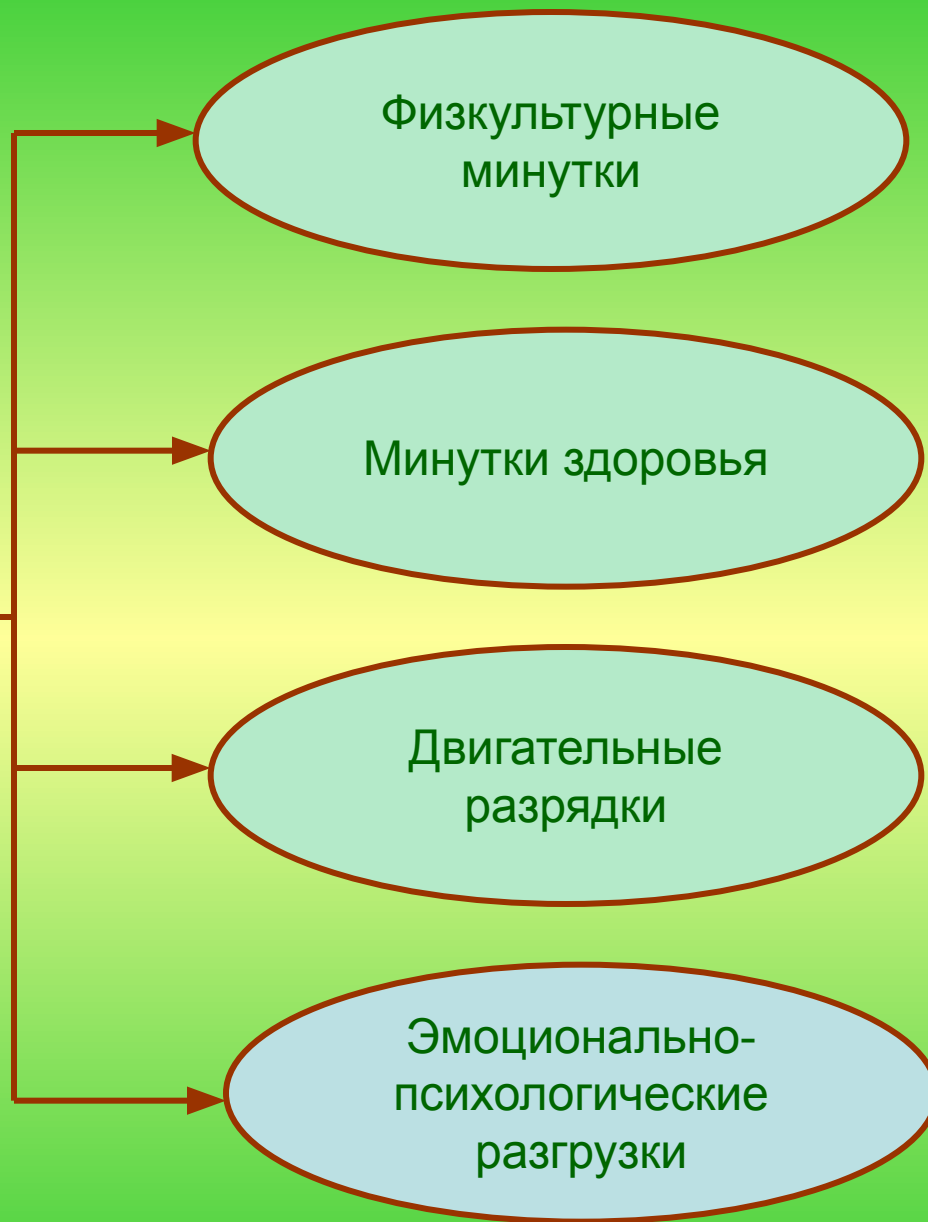 Физкультурные
минутки
Минутки здоровья
Двигательные
разрядки
Эмоционально-
психологические
разгрузки